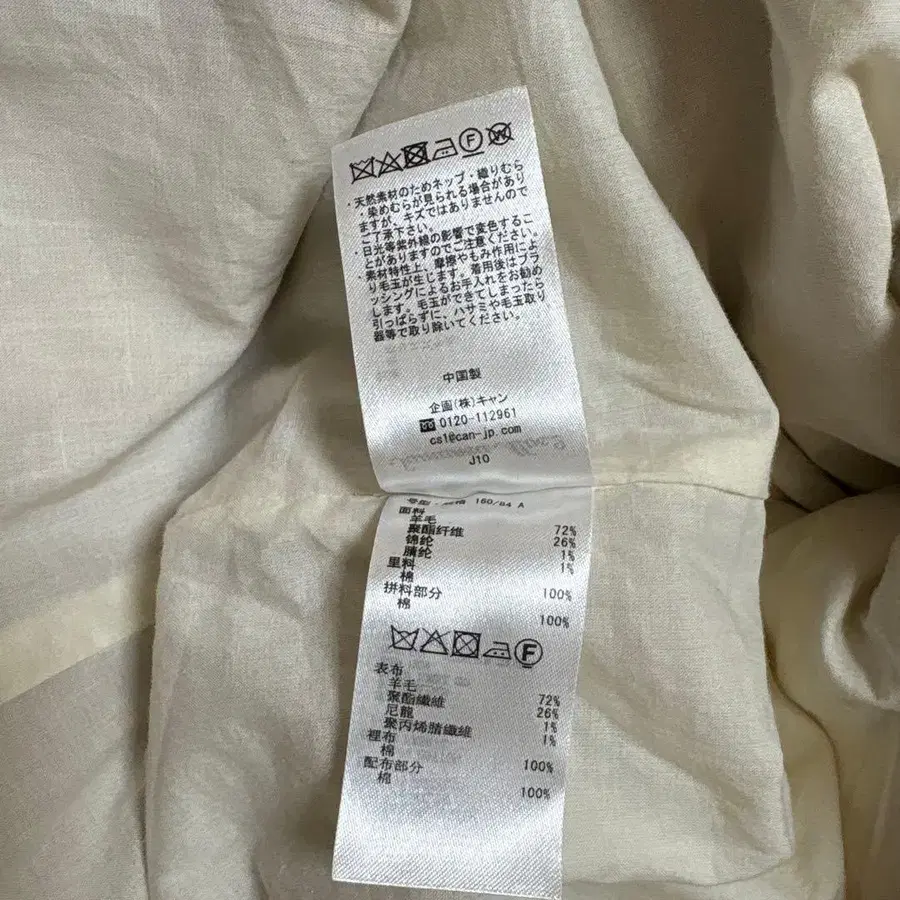 F W
・天然素材のためネップ・織りむら
・染めむらが見られる場合があり
ますが、キズではありませんので
ご了承下さい。
・日光等紫外線の影響で変色するこ
とがありますのでご注意ください。
・素材特性上、摩擦やもみ作用によ
り毛玉が生じます。着用後はブラ
ッシングによるお手入れをお勧め
します。毛玉ができてしまったら
引っぱらずに、ハサミや毛玉取り
器等で取り除いてください。
中国製
企画(株)キャン
0120-112961
cs1@can-jp.com
J10
160/84 A
面料
羊毛 72%
聚酯纤维 26%
锦纶 1%
腈纶 1%
里料
棉 100%
拼料部分
棉 100%
F
表布
羊毛 72%
聚酯纖維 26%
尼龍 1%
聚丙烯腈纖維 1%
裡布
棉 100%
配布部分
棉 100%